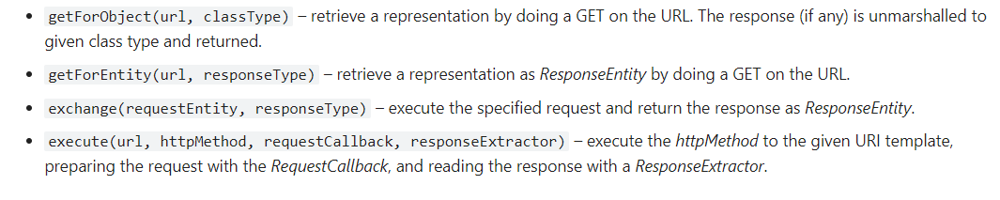 • getForObject(url, classType) – retrieve a representation by doing a GET on the URL. The response (if any) is unmarshalled to
given class type and returned.
• getForEntity(url, responseType) – retrieve a representation as ResponseEntity by doing a GET on the URL.
• exchange(requestEntity, responseType) – execute the specified request and return the response as ResponseEntity.
• execute(url, httpMethod, requestCallback, responseExtractor) – execute the httpMethod to the given URI template,
preparing the request with the RequestCallback, and reading the response with a ResponseExtractor.